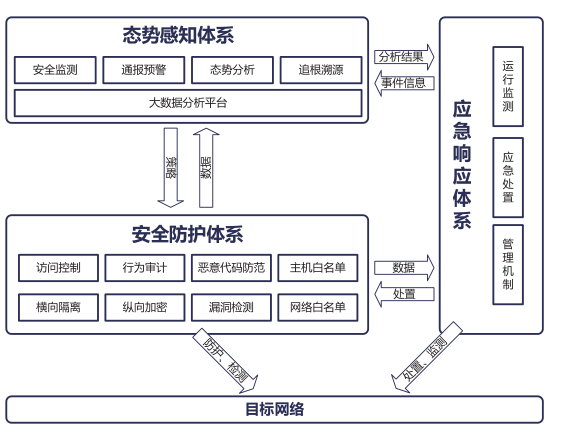 态势感知体系
安全监测
通报预警
态势分析
追根溯源
大数据分析平台
分析结果
事件信息
应急响应体系
运行监测
应急处置
管理机制
策略
数据
安全防护体系
访问控制
行为审计
恶意代码防范
主机白名单
横向隔离
纵向加密
漏洞检测
网络白名单
数据
处置
防护、检测
处置、监测
目标网络